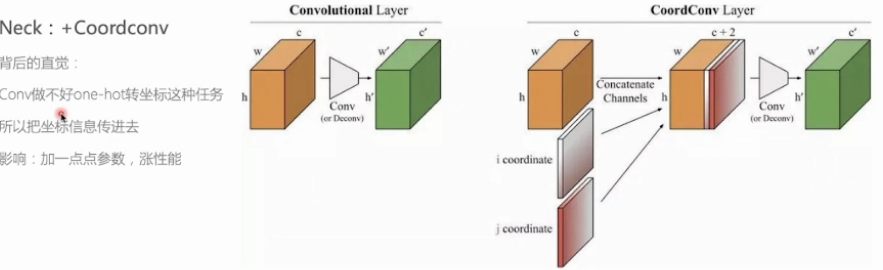 Neck：+Coordconv
背后的直觉：
Conv做不好one-hot转坐标这种任务
所以把坐标信息传进去
影响：加一点点参数，涨性能
Convolutional Layer
c
w
h
Conv
(or Deconv)
c'
w'
h'
CoordConv Layer
c
w
h
i coordinate
j coordinate
Concatenate
Channels
c + 2
w
h
Conv
(or Deconv)
c'
w'
h'